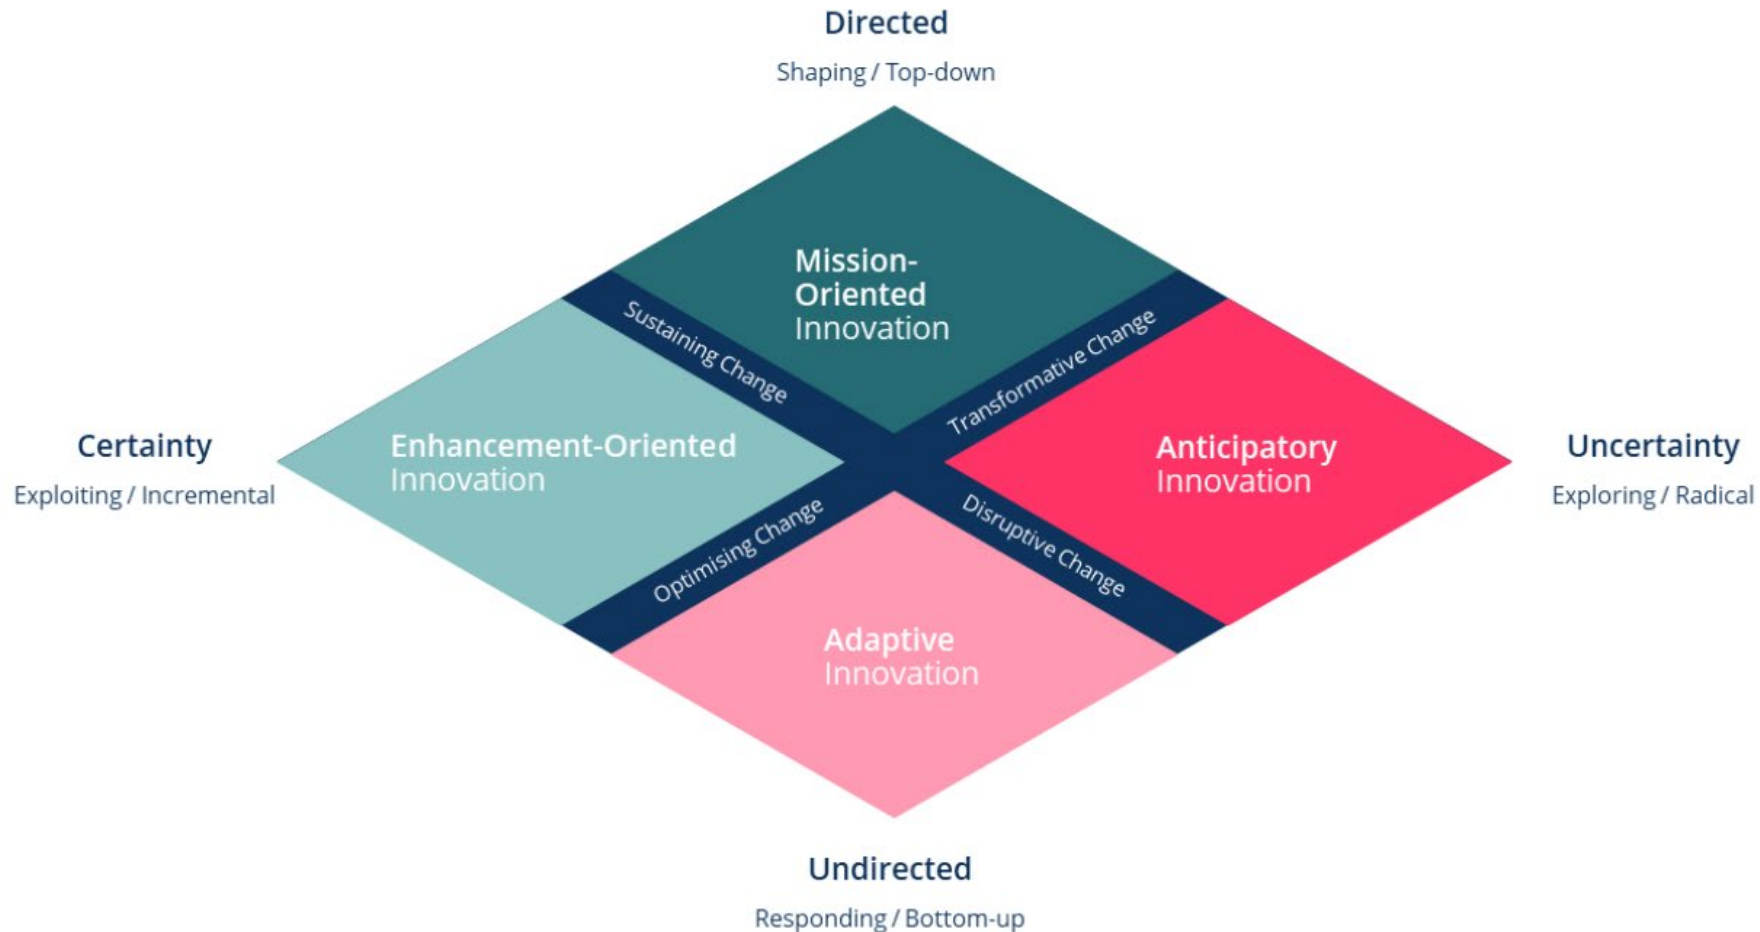 Directed
Shaping / Top-down
Mission-
Oriented
Innovation
Sustaining Change
Transformative Change
Certainty
Exploiting / Incremental
Enhancement-Oriented
Innovation
Anticipatory
Innovation
Uncertainty
Exploring / Radical
Optimising Change
Disruptive Change
Adaptive
Innovation
Undirected
Responding / Bottom-up